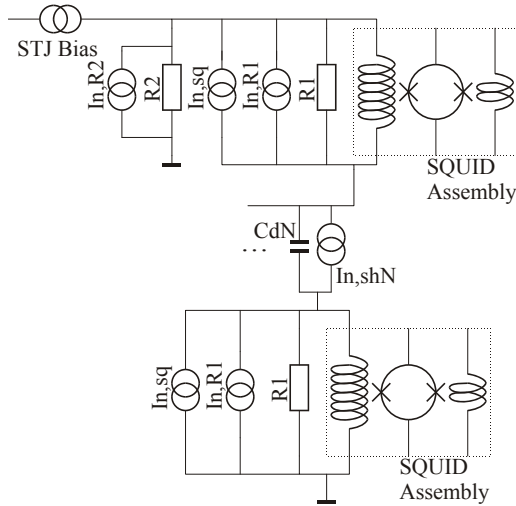 STJ Bias
In,R2
R2
In,sq
In,R1
R1
SQUID
Assembly
CdN
...
In,shN
In,sq
In,R1
R1
SQUID
Assembly